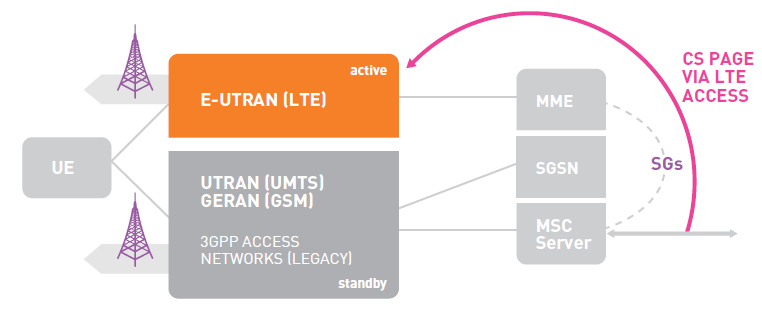 active
E-UTRAN (LTE)
CS PAGE
VIA LTE
ACCESS
MME
UE
SGSN
SGs
UTRAN (UMTS)
GERAN (GSM)
3GPP ACCESS
NETWORKS (LEGACY)
standby
MSC
Server